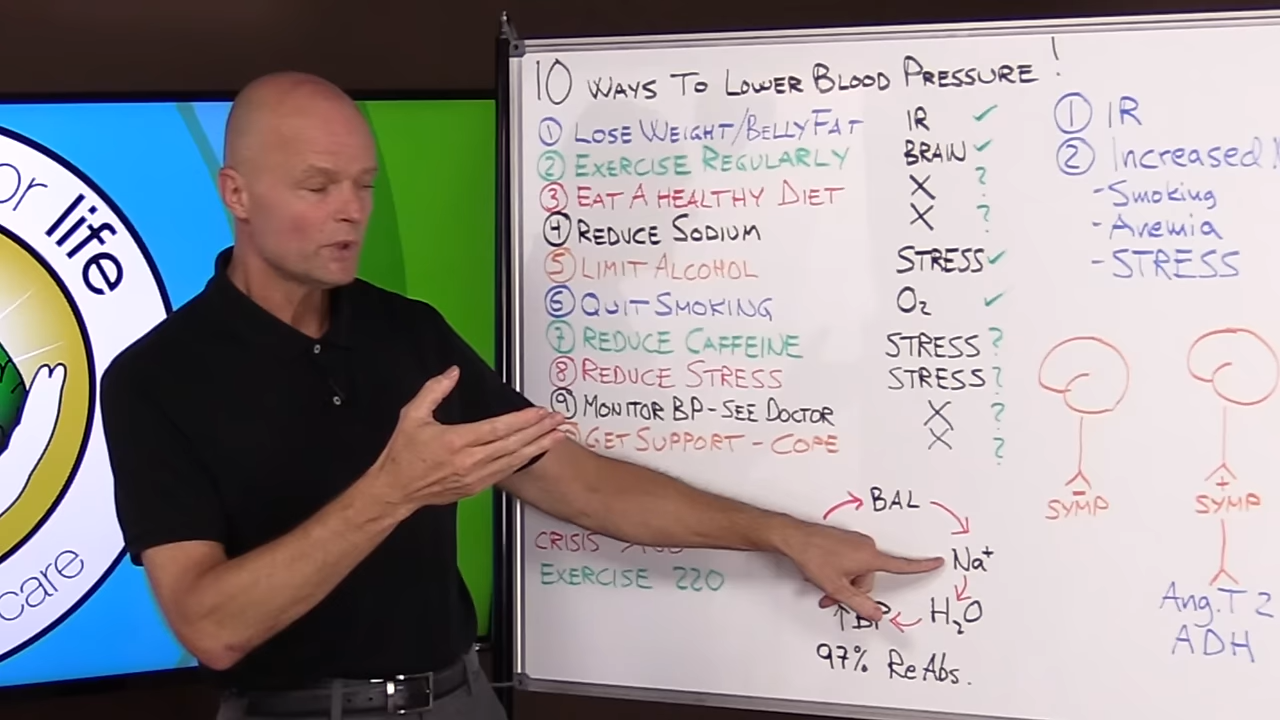 or life
care
10 WAYS TO LOWER BLOOD PRESSURE!
① LOSE WEIGHT/BELLY FAT IR ✓
② EXERCISE REGULARLY BRAIN ✓
③ EAT A HEALTHY DIET X ?
④ REDUCE SODIUM X ?
⑤ LIMIT ALCOHOL STRESS ✓
⑥ QUIT SMOKING O₂ ✓
⑦ REDUCE CAFFEINE STRESS ?
⑧ REDUCE STRESS STRESS ?
⑨ MONITOR BP-SEE DOCTOR X ?
GET SUPPORT - COPE X ?
CRISIS
EXERCISE 220
BAL
Na⁺
H₂O
↑BP
97% ReAbs.
① IR
② Increased
-Smoking
-Anemia
-STRESS
-
SYMP
+
SYMP
Ang.T 2
ADH